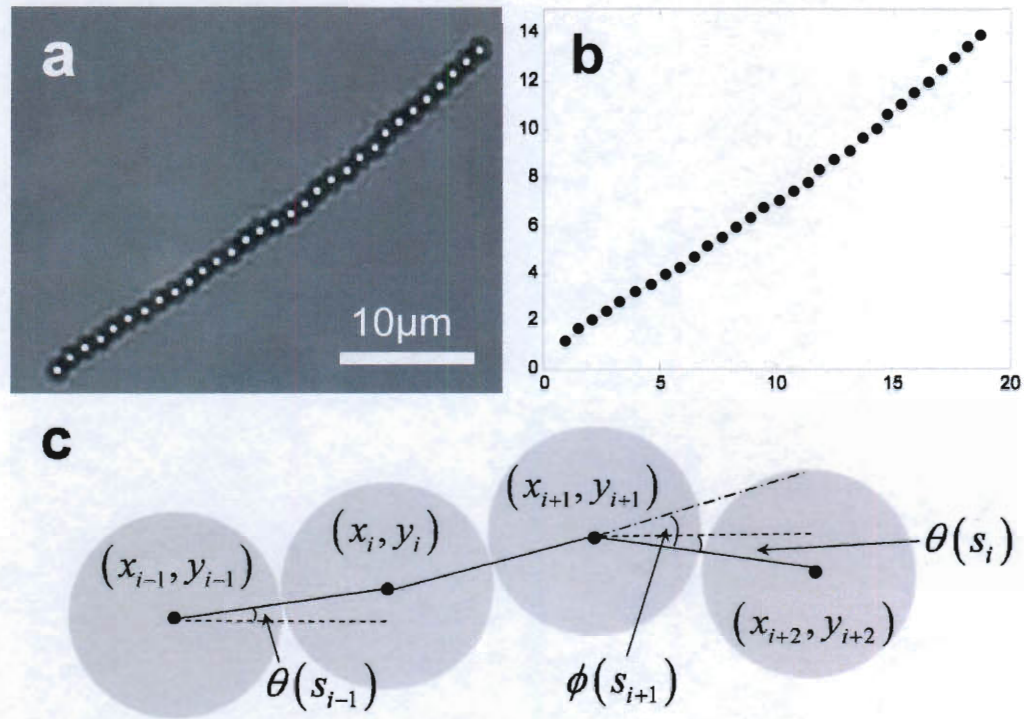 a
10μm
b
14
12
10
8
6
4
2
0
0 5 10 15 20
c
(x_{i-1}, y_{i-1})
(x_i, y_i)
(x_{i+1}, y_{i+1})
(x_{i+2}, y_{i+2})
θ(s_{i-1})
ϕ(s_{i+1})
θ(s_i)